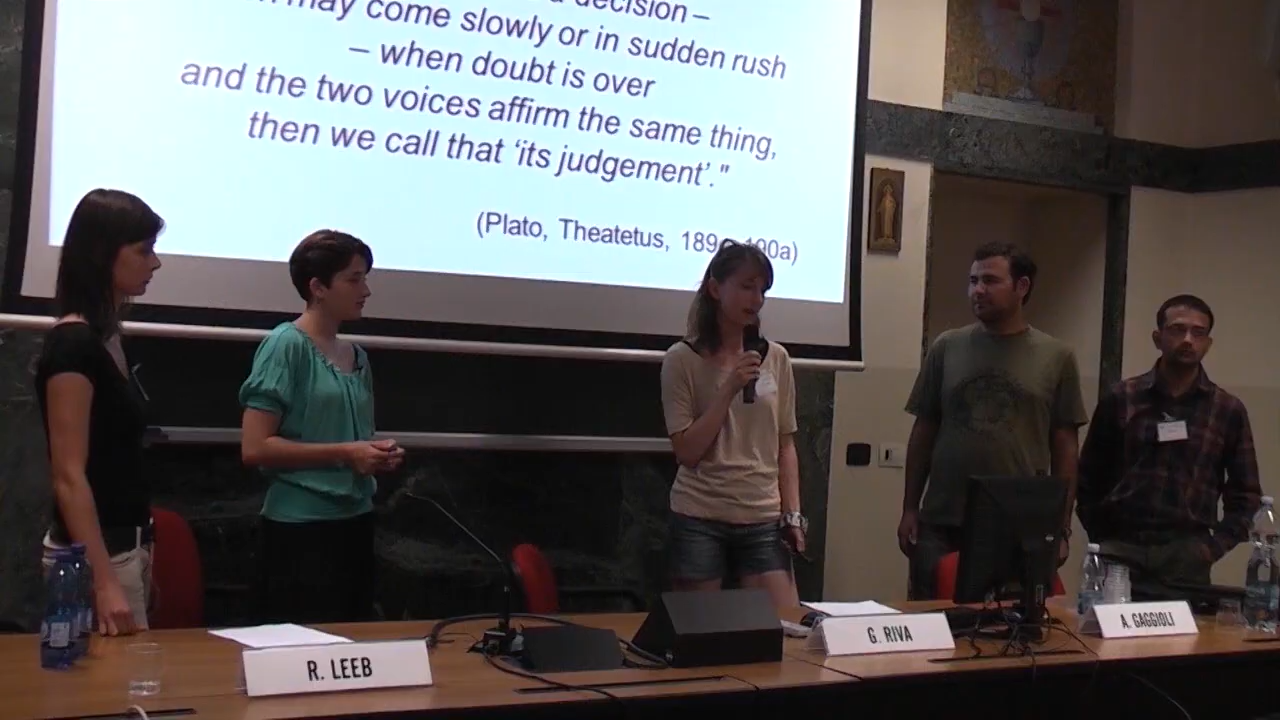 decision –
may come slowly or in sudden rush
– when doubt is over
and the two voices affirm the same thing,
then we call that ‘its judgement’."
(Plato, Theatetus,
R. LEEB
G. RIVA
A. GAGGIOLI